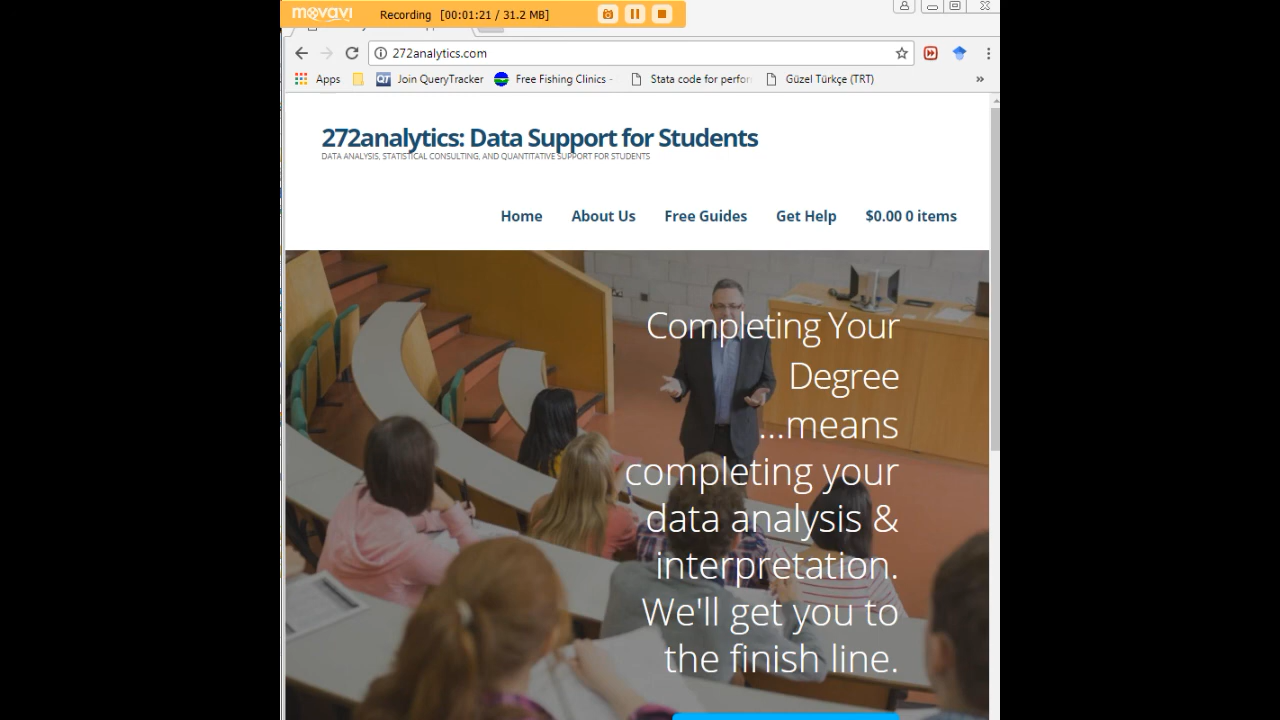 movavi Recording [00:01:21 / 31.2 MB]
272analytics.com
Apps QT Join QueryTracker Free Fishing Clinics - Stata code for perfor Güzel Türkçe (TRT) »
272analytics: Data Support for Students
DATA ANALYSIS, STATISTICAL CONSULTING, AND QUANTITATIVE SUPPORT FOR STUDENTS
Home About Us Free Guides Get Help $0.00 0 items
Completing Your
Degree
...means
completing your
data analysis &
interpretation.
We'll get you to
the finish line.